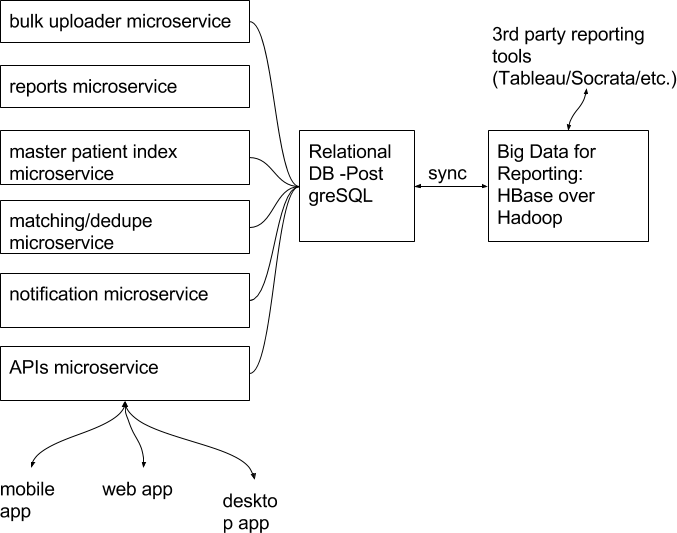 bulk uploader microservice
reports microservice
master patient index
microservice
matching/dedupe
microservice
notification microservice
APIs microservice
mobile
app
web app
deskto
p app
Relational
DB -Post
greSQL
sync
3rd party reporting
tools
(Tableau/Socrata/etc.)
Big Data for
Reporting:
HBase over
Hadoop